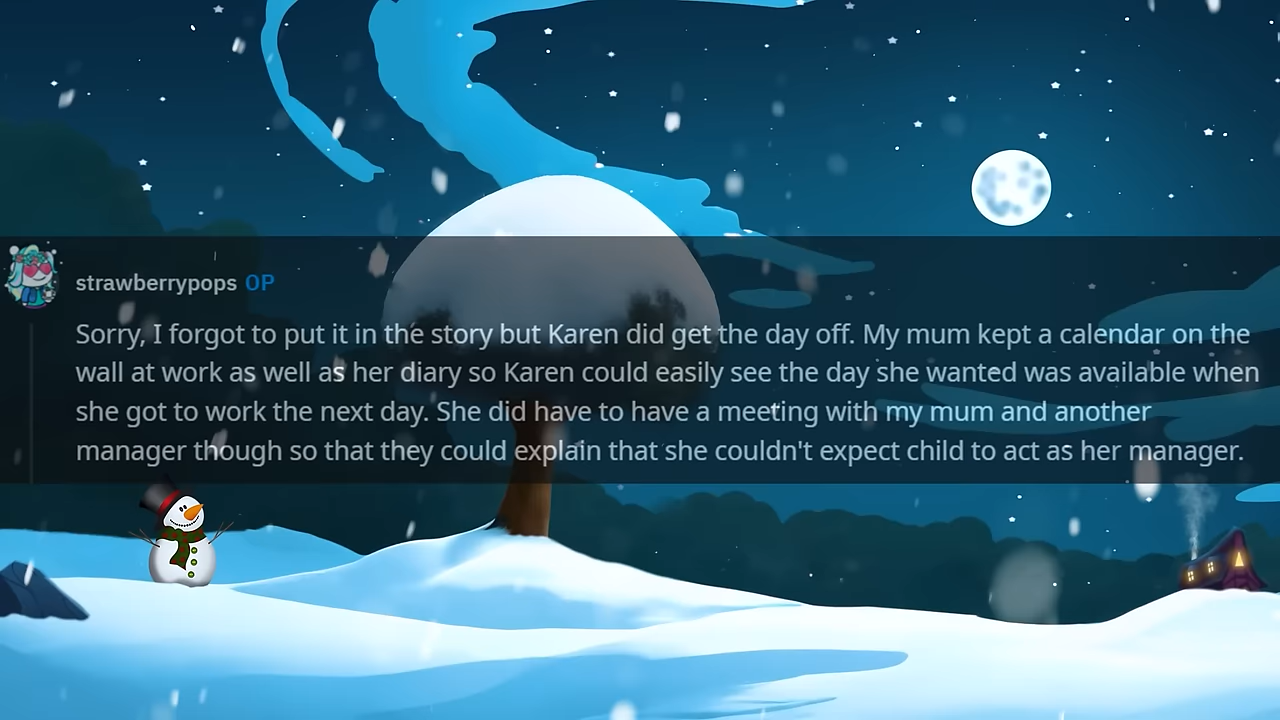 strawberrypops OP
Sorry, I forgot to put it in the story but Karen did get the day off. My mum kept a calendar on the
wall at work as well as her diary so Karen could easily see the day she wanted was available when
she got to work the next day. She did have to have a meeting with my mum and another
manager though so that they could explain that she couldn't expect child to act as her manager.